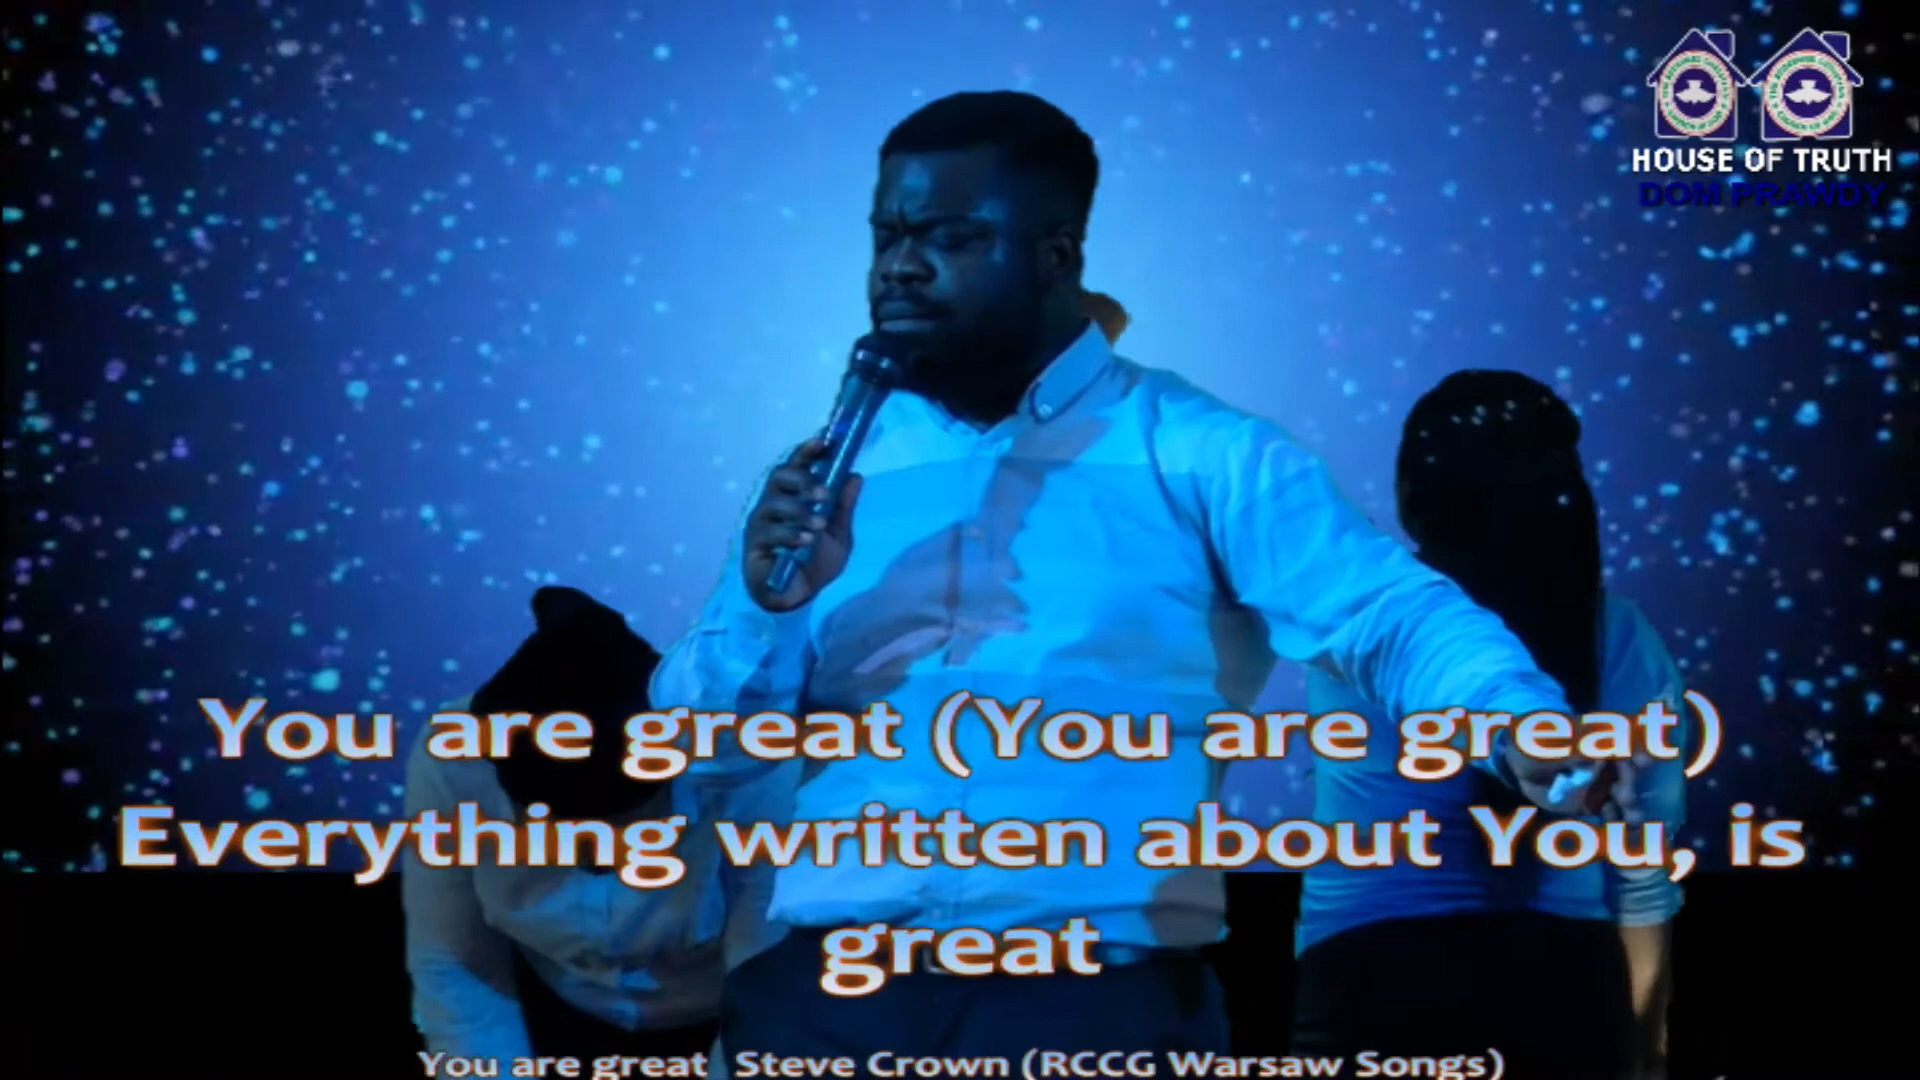 HOUSE OF TRUTH
DOM PRAWDY
You are great (You are great)
Everything written about You, is
great
You are great Steve Crown (RCCG Warsaw Songs)